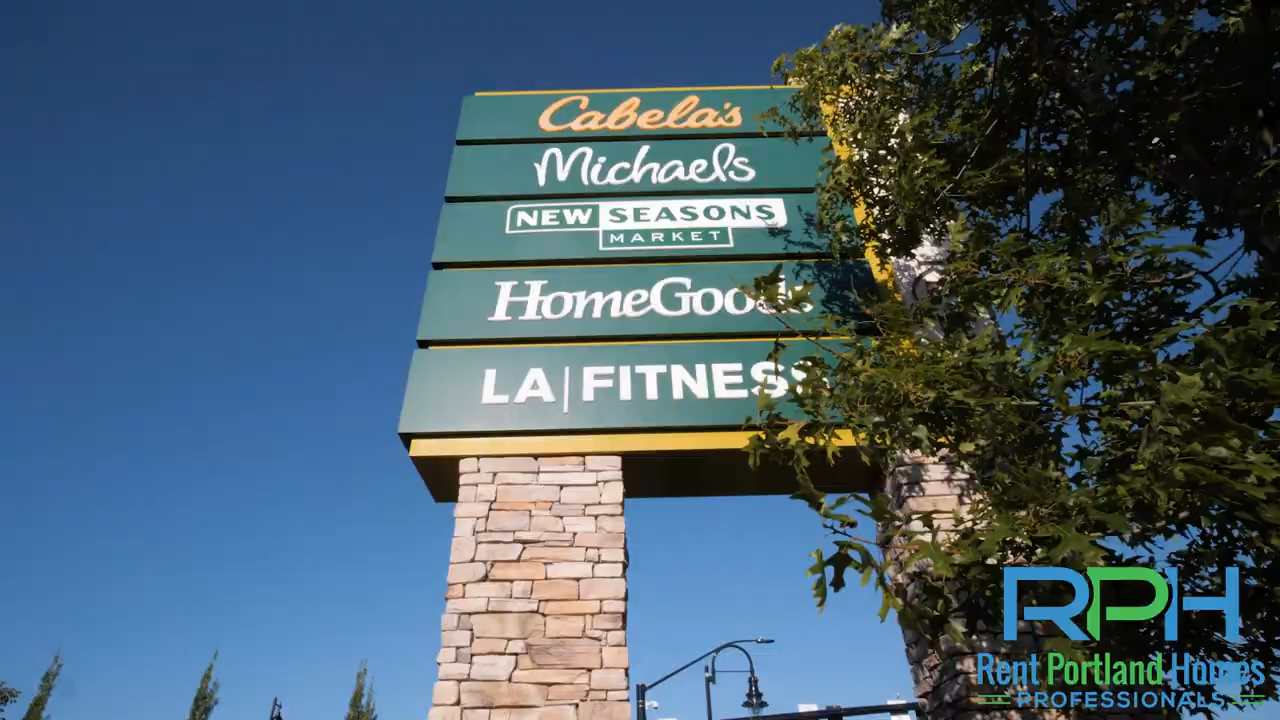 Cabela's
Michaels
NEW SEASONS
MARKET
HomeGoods
LA|FITNESS
RPH
Rent Portland Homes
PROFESSIONALS